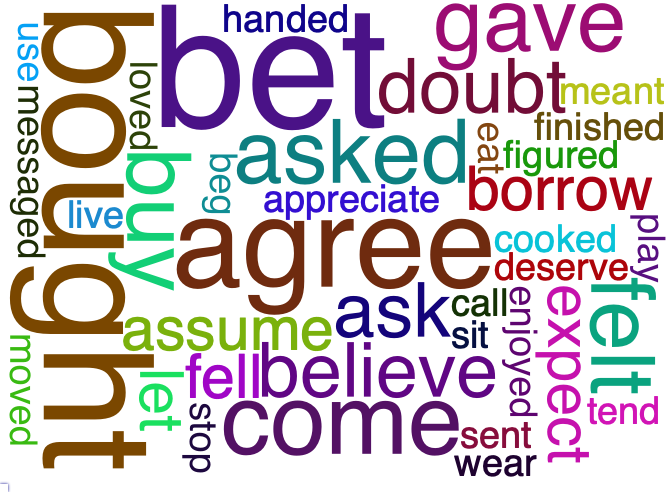 handed
gave
bet
bought
use
loved
doubt
meant
messaged
finished
asked
eat
figured
buy
beg
borrow
appreciate
live
agree
play
cooked
deserve
felt
ask
call
enjoyed
expect
assume
sit
moved
let
fell
believe
come
stop
tend
sent
wear